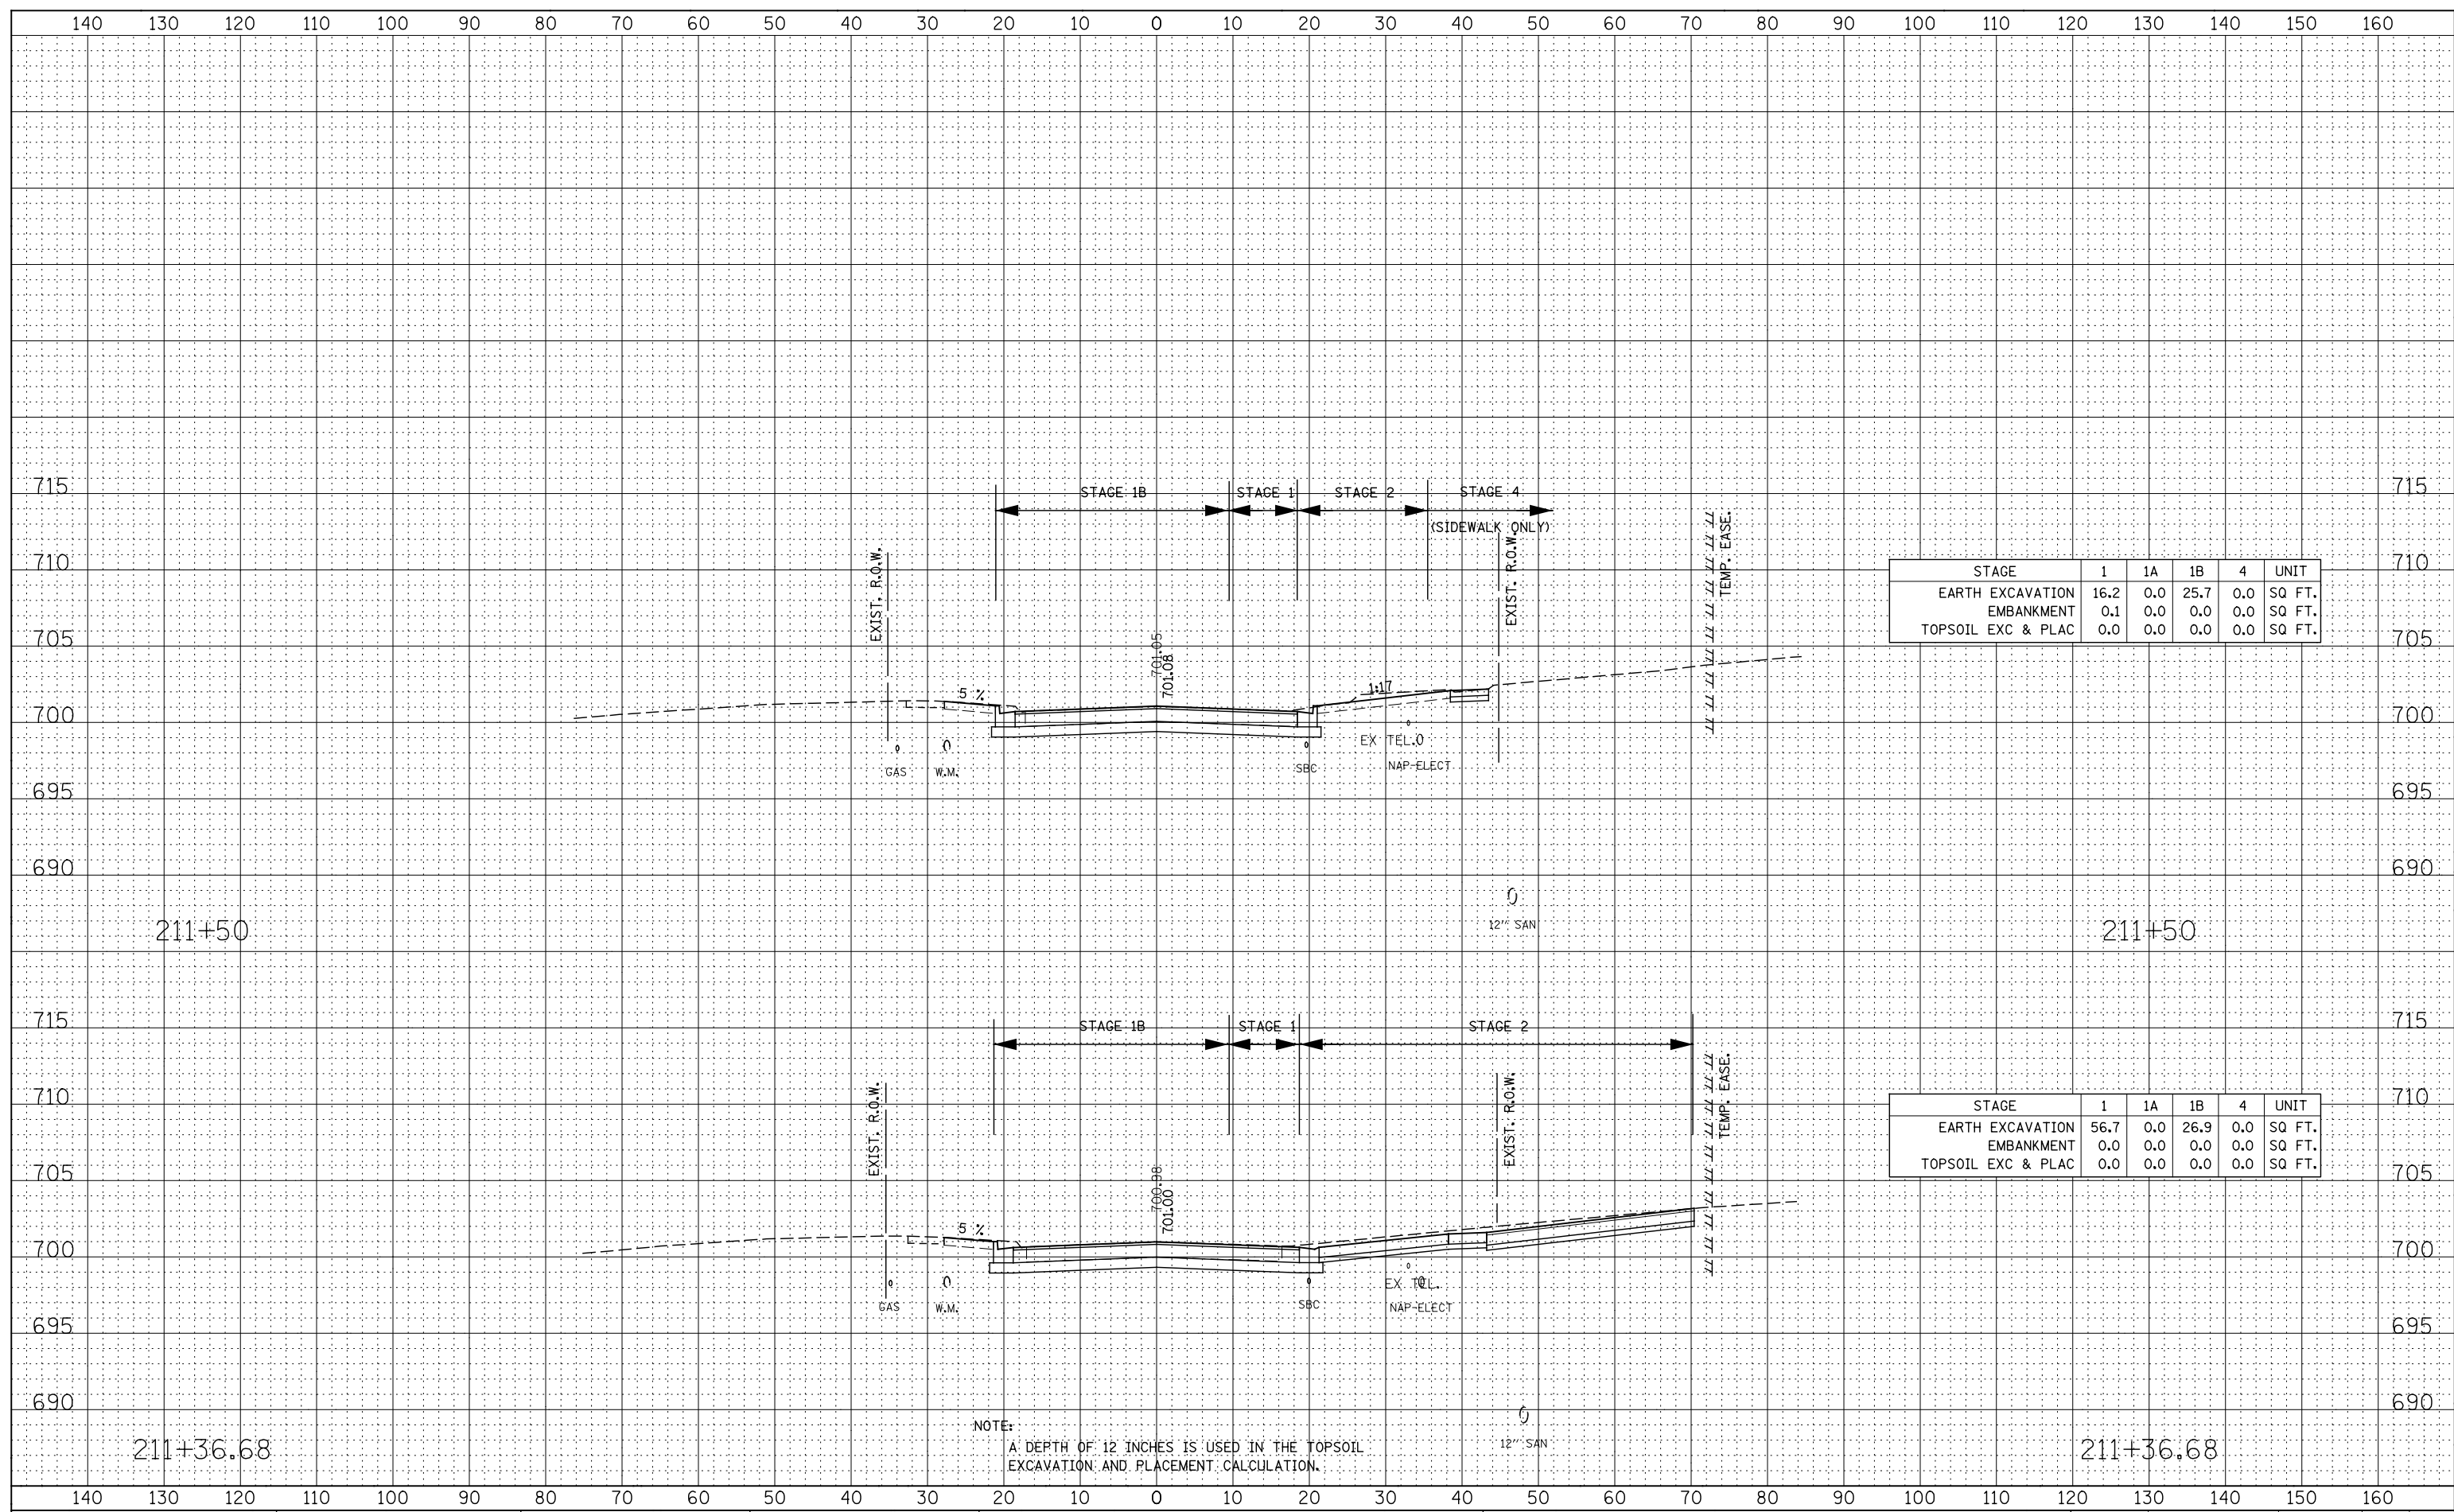 140 130 120 110 100 90 80 70 60 50 40 30 20 10 0 10 20 30 40 50 60 70 80 90 100 110 120 130 140 150 160
715 STAGE 1B STAGE 1 STAGE 2 STAGE 4 715
(SIDEWALK ONLY)
EXIST. R.O.W.
EXIST. R.O.W.
TEMP. EASE.
710 710
STAGE 1 1A 1B 4 UNIT
EARTH EXCAVATION 16.2 0.0 25.7 0.0 SQ FT.
EMBANKMENT 0.1 0.0 0.0 0.0 SQ FT.
TOPSOIL EXC & PLAC 0.0 0.0 0.0 0.0 SQ FT.
705 705
701.05
701.08
5 %
1:17
700 700
EX TEL.
GAS W.M. SBC NAP-ELECT
695 695
690 690
12" SAN
211+50 211+50
715 STAGE 1B STAGE 1 STAGE 2 715
EXIST. R.O.W.
EXIST. R.O.W.
TEMP. EASE.
710 710
STAGE 1 1A 1B 4 UNIT
EARTH EXCAVATION 56.7 0.0 26.9 0.0 SQ FT.
EMBANKMENT 0.0 0.0 0.0 0.0 SQ FT.
TOPSOIL EXC & PLAC 0.0 0.0 0.0 0.0 SQ FT.
705 705
700.98
701.00
5 %
700 700
EX TEL.
GAS W.M. SBC NAP-ELECT
695 695
690 690
NOTE:
A DEPTH OF 12 INCHES IS USED IN THE TOPSOIL
EXCAVATION AND PLACEMENT CALCULATION.
12" SAN
211+36.68 211+36.68
140 130 120 110 100 90 80 70 60 50 40 30 20 10 0 10 20 30 40 50 60 70 80 90 100 110 120 130 140 150 160